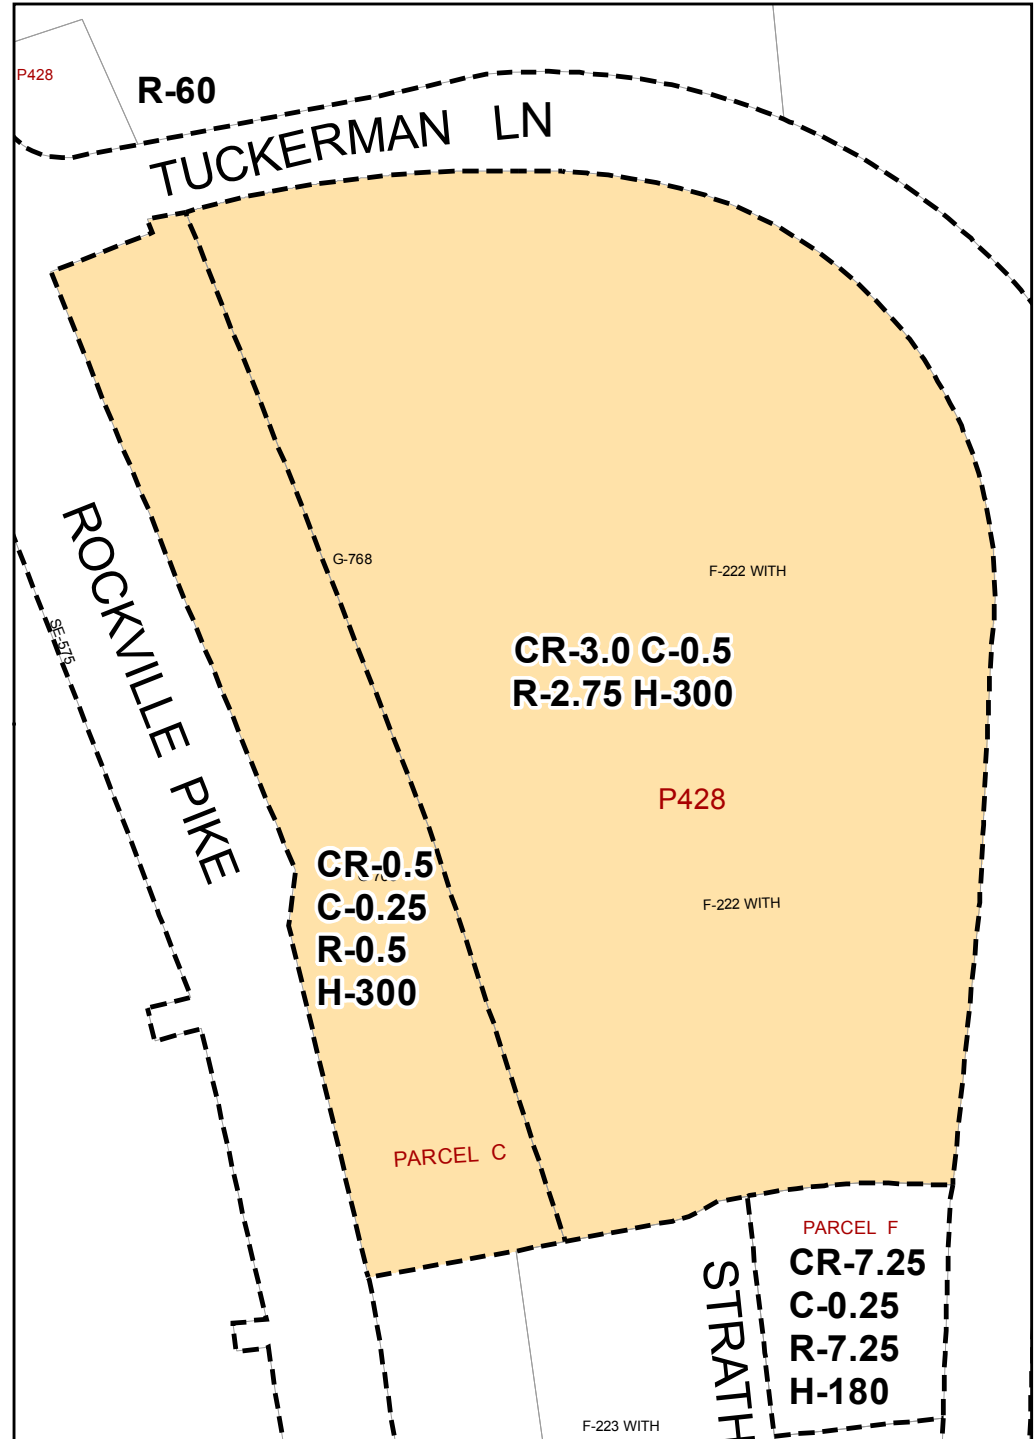 P428
R-60
TUCKERMAN LN
ROCKVILLE PIKE
SE-575
G-768
F-222 WITH
CR-3.0 C-0.5
R-2.75 H-300
P428
CR-0.5
C-0.25
R-0.5
H-300
F-222 WITH
PARCEL C
PARCEL F
CR-7.25
C-0.25
R-7.25
H-180
STRATH
F-223 WITH